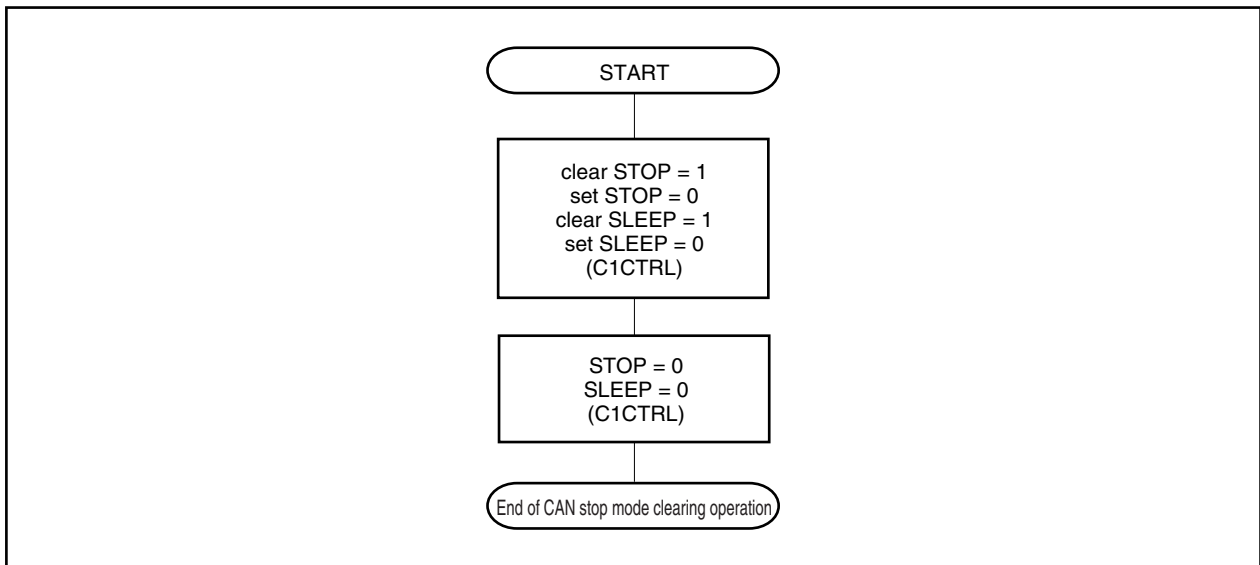 START
clear STOP = 1
set STOP = 0
clear SLEEP = 1
set SLEEP = 0
(C1CTRL)
STOP = 0
SLEEP = 0
(C1CTRL)
End of CAN stop mode clearing operation